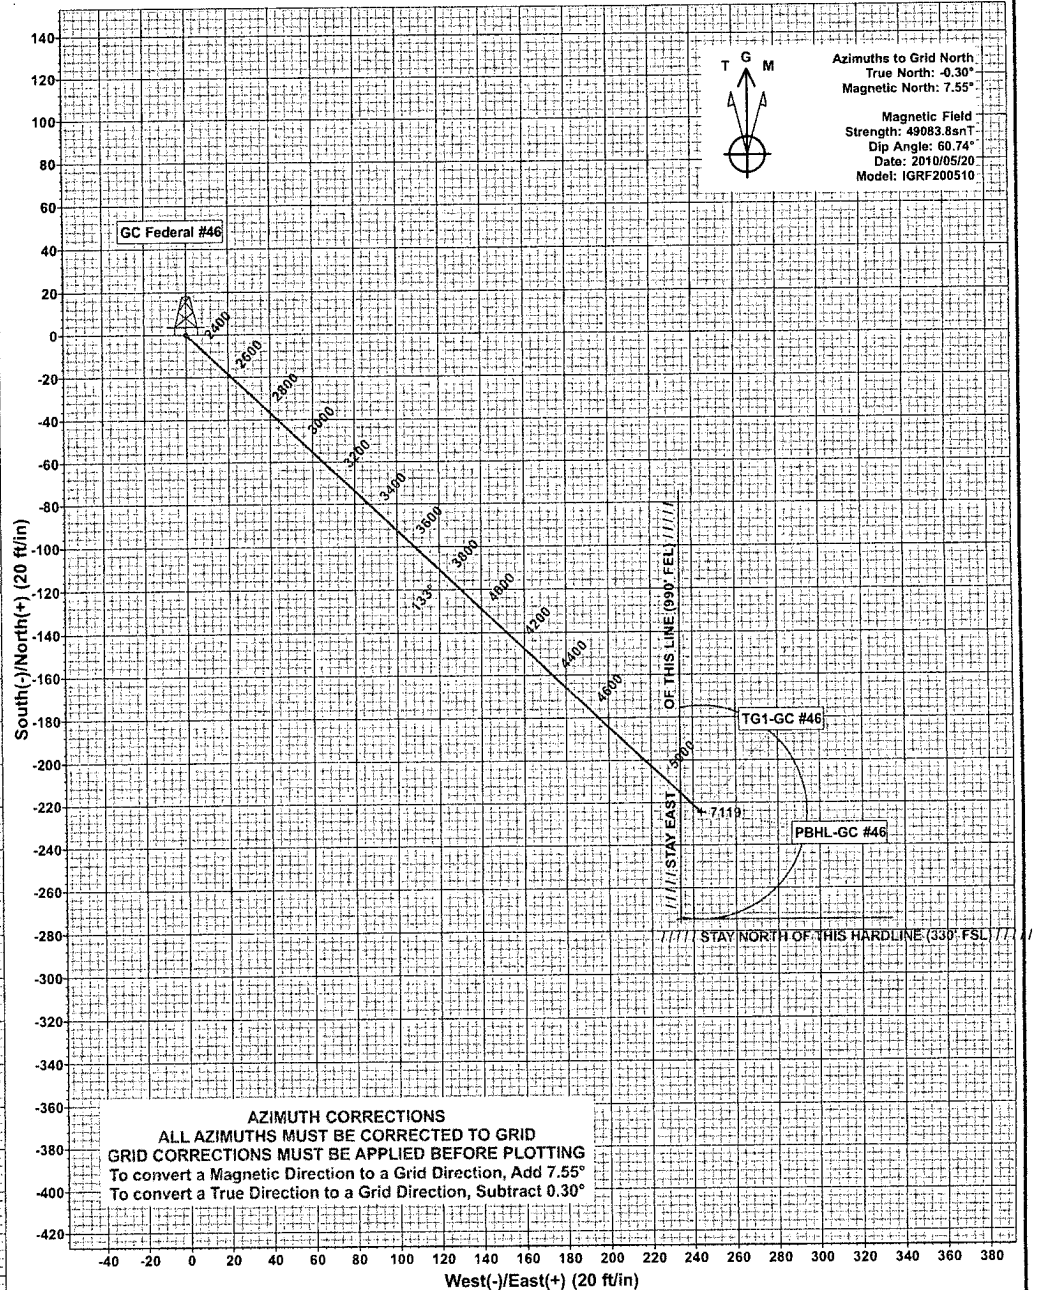 Azimuths to Grid North
True North: -0.30°
Magnetic North: 7.55°
Magnetic Field
Strength: 49083.8snT
Dip Angle: 60.74°
Date: 2010/05/20
Model: IGRF200510
T G M
GC Federal #46
140
120
100
80
60
40
20
0
-20
-40
-60
-80
-100
-120
-140
-160
-180
-200
-220
-240
-260
-280
-300
-320
-340
-360
-380
-400
-420
South(-)/North(+) (20 ft/in)
2400
2600
2800
3000
3200
3400
3600
3800
4000
4200
4400
4600
5000
7119
133°
///// STAY EAST OF THIS LINE (990' FEL) /////
TG1-GC #46
PBHL-GC #46
///// STAY NORTH OF THIS HARDLINE (330' FSL) /////
AZIMUTH CORRECTIONS
ALL AZIMUTHS MUST BE CORRECTED TO GRID
GRID CORRECTIONS MUST BE APPLIED BEFORE PLOTTING
To convert a Magnetic Direction to a Grid Direction, Add 7.55°
To convert a True Direction to a Grid Direction, Subtract 0.30°
-40 -20 0 20 40 60 80 100 120 140 160 180 200 220 240 260 280 300 320 340 360 380
West(-)/East(+) (20 ft/in)